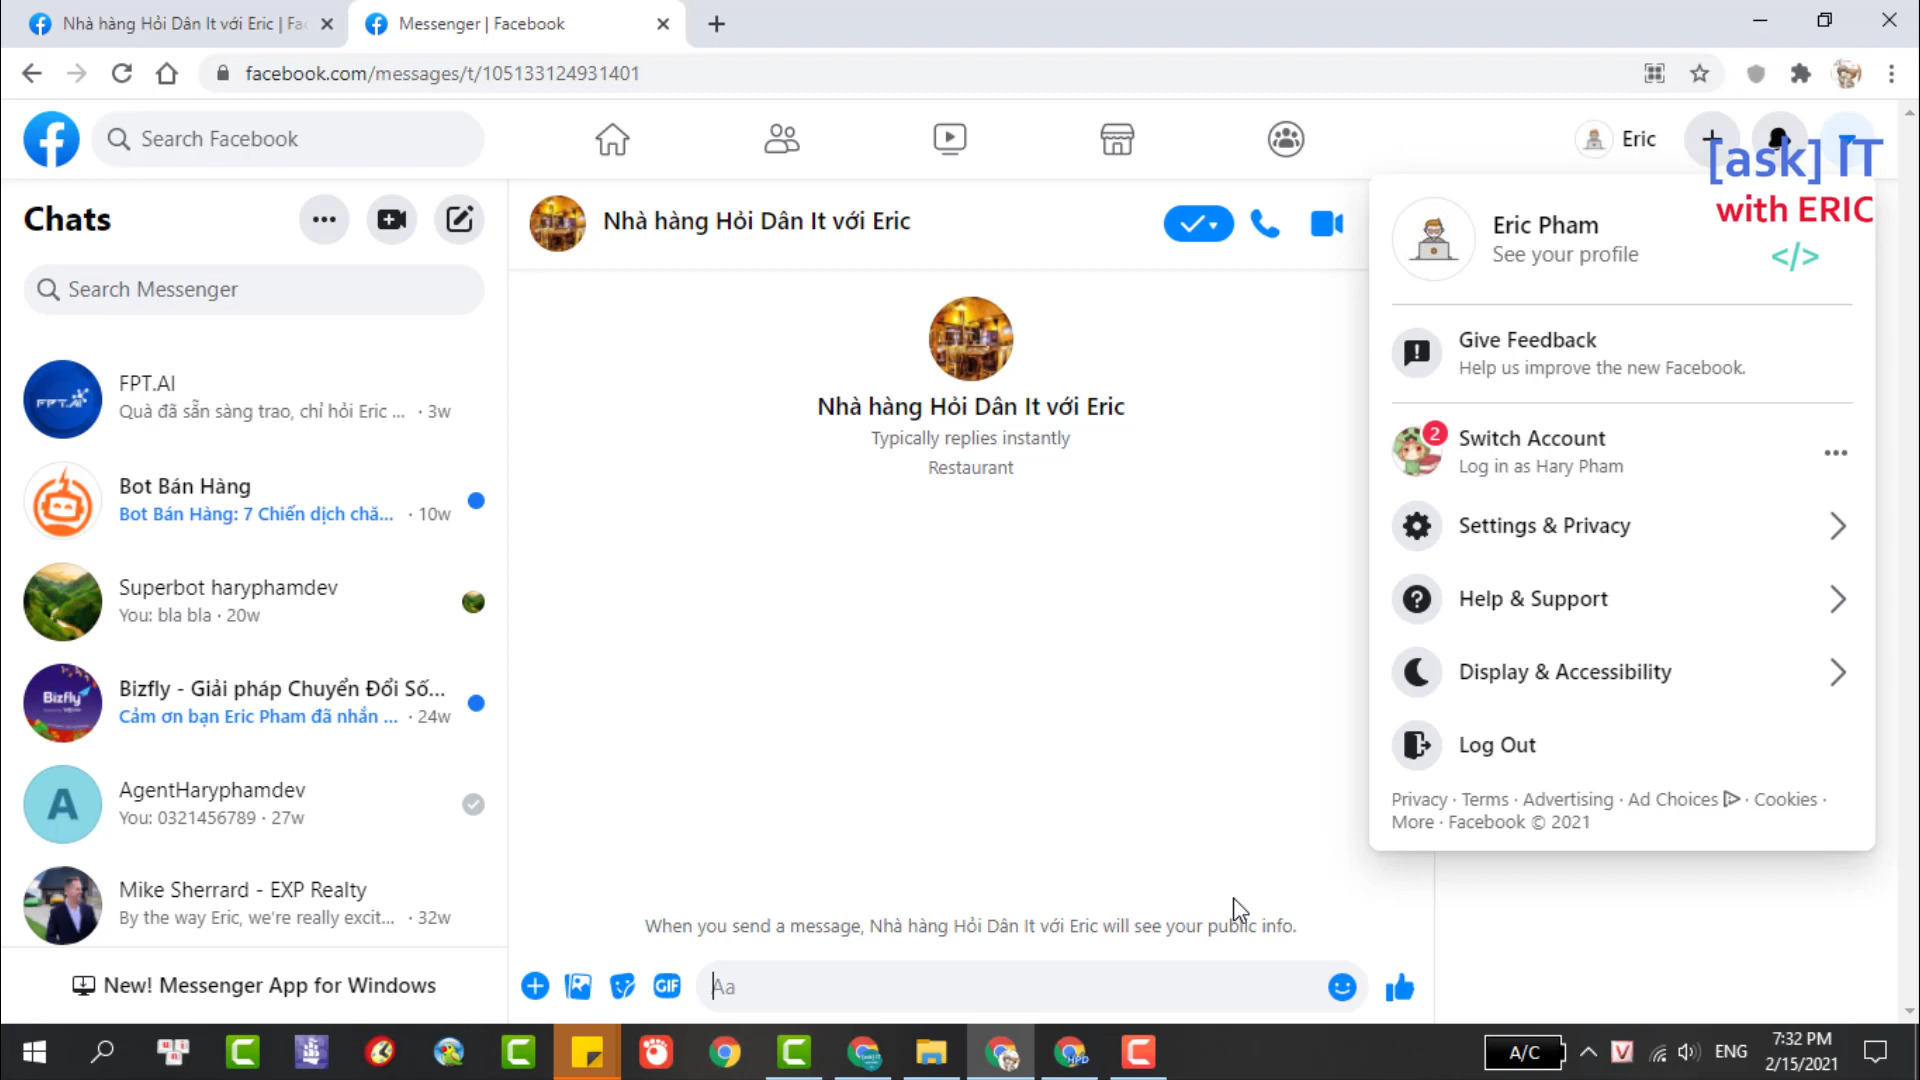 Nhà hàng Hỏi Dân It với Eric | Fac
Messenger | Facebook
facebook.com/messages/t/105133124931401
Search Facebook
Eric
[ask] IT
with ERIC
</>
Chats
Search Messenger
FPT.AI
FPT.AI
Quà đã sẵn sàng trao, chỉ hỏi Eric ... · 3w
Bot Bán Hàng
Bot Bán Hàng: 7 Chiến dịch chă... · 10w
Superbot haryphamdev
You: bla bla · 20w
Bizfly
Bizfly - Giải pháp Chuyển Đổi Số...
Cảm ơn bạn Eric Pham đã nhắn ... · 24w
A
AgentHaryphamdev
You: 0321456789 · 27w
Mike Sherrard - EXP Realty
By the way Eric, we're really excit... · 32w
New! Messenger App for Windows
Nhà hàng Hỏi Dân It với Eric
Nhà hàng Hỏi Dân It với Eric
Typically replies instantly
Restaurant
When you send a message, Nhà hàng Hỏi Dân It với Eric will see your public info.
GIF
Aa
Eric Pham
See your profile
Give Feedback
Help us improve the new Facebook.
2
Switch Account
Log in as Hary Pham
Settings & Privacy
Help & Support
Display & Accessibility
Log Out
Privacy · Terms · Advertising · Ad Choices · Cookies ·
More · Facebook © 2021
A/C
V
ENG
7:32 PM
2/15/2021